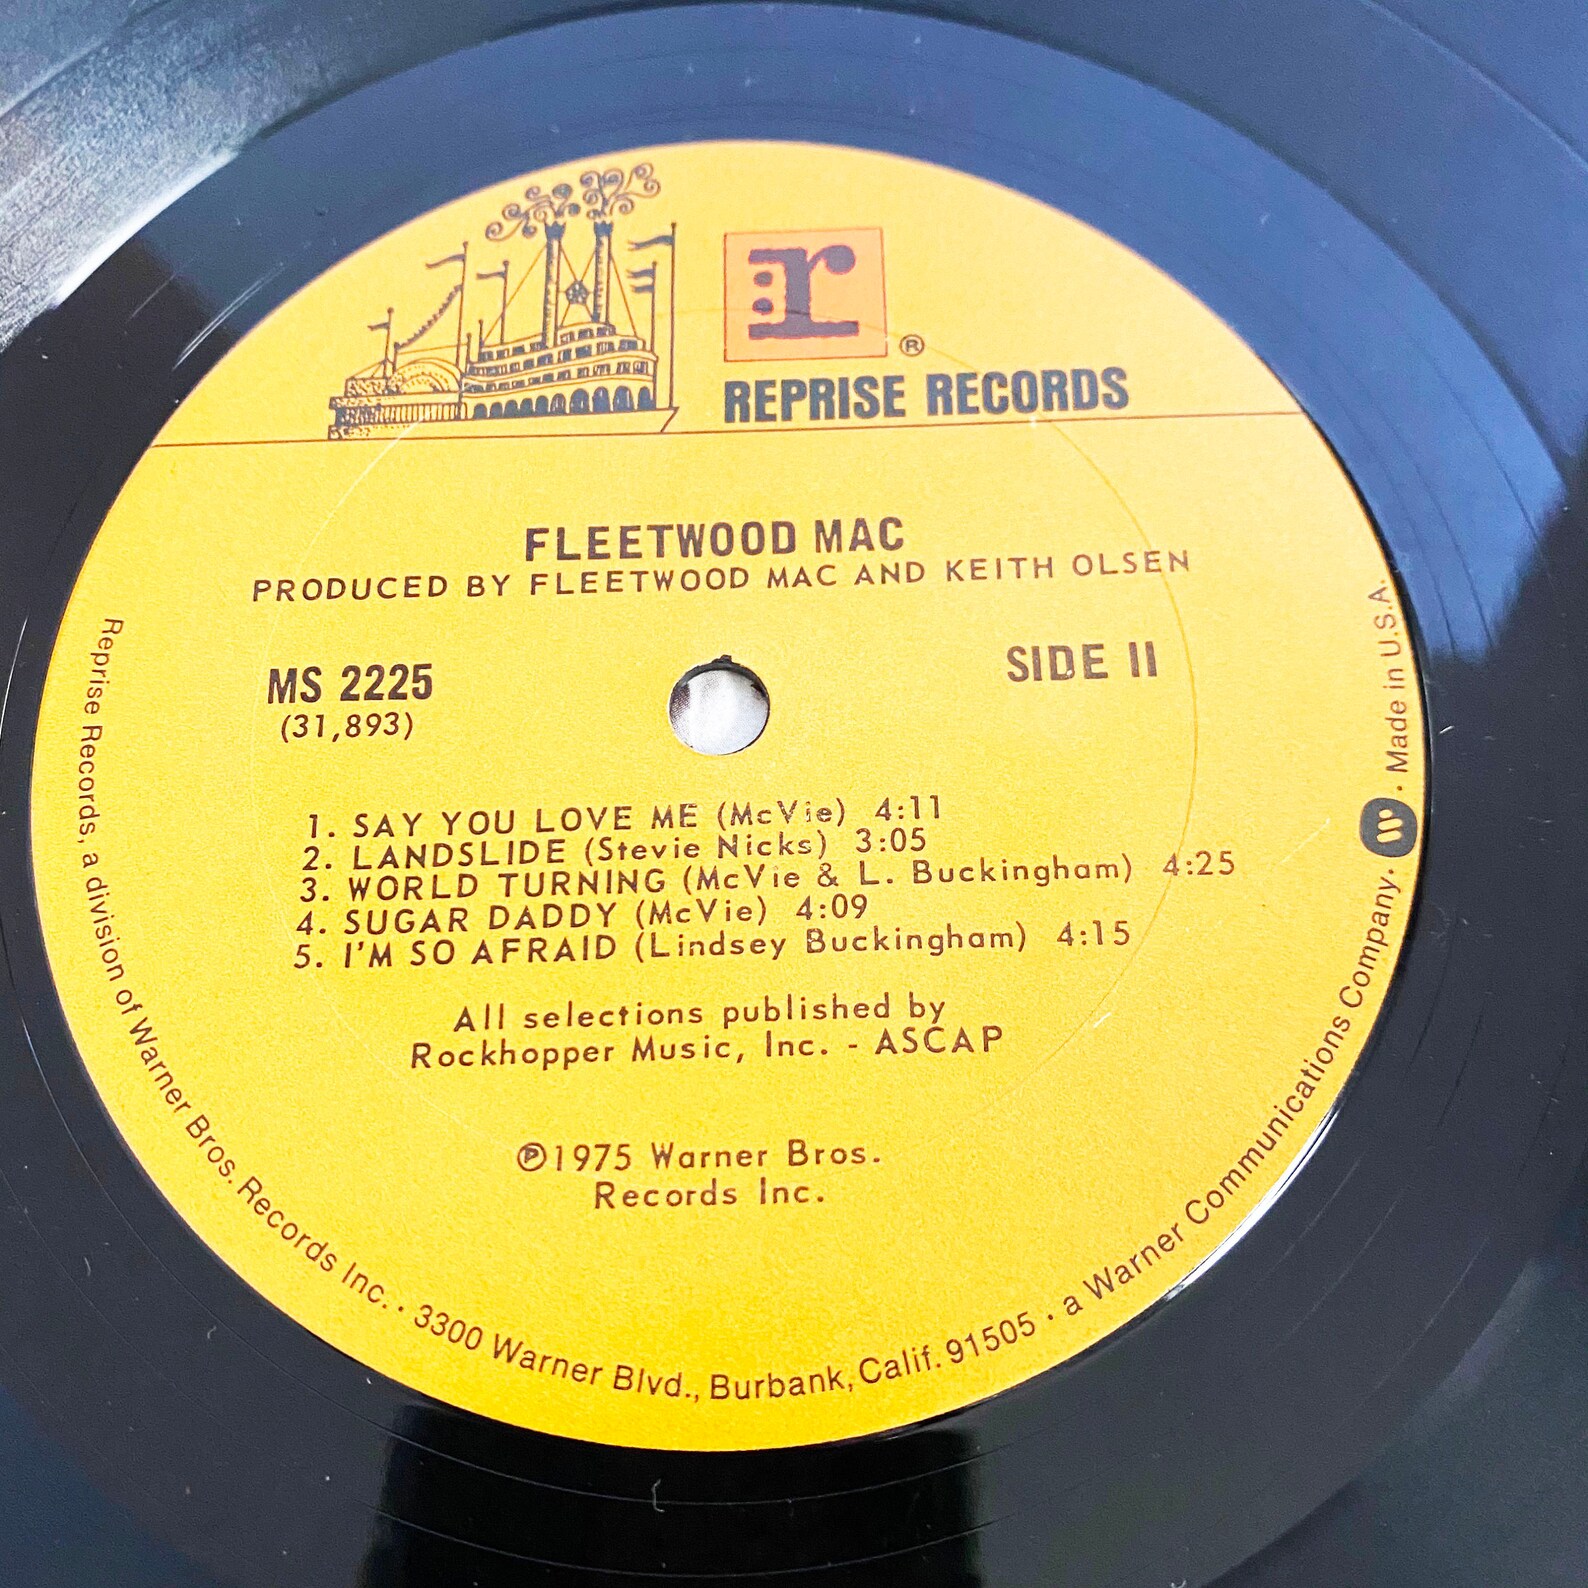 r ®
REPRISE RECORDS
FLEETWOOD MAC
PRODUCED BY FLEETWOOD MAC AND KEITH OLSEN
MS 2225
(31,893)
SIDE II
1. SAY YOU LOVE ME (McVie) 4:11
2. LANDSLIDE (Stevie Nicks) 3:05
3. WORLD TURNING (McVie & L. Buckingham) 4:25
4. SUGAR DADDY (McVie) 4:09
5. I'M SO AFRAID (Lindsey Buckingham) 4:15
All selections published by
Rockhopper Music, Inc. - ASCAP
℗1975 Warner Bros.
Records Inc.
Reprise Records, a division of Warner Bros. Records Inc. · 3300 Warner Blvd., Burbank, Calif. 91505 · a Warner Communications Company. W · Made in U.S.A.